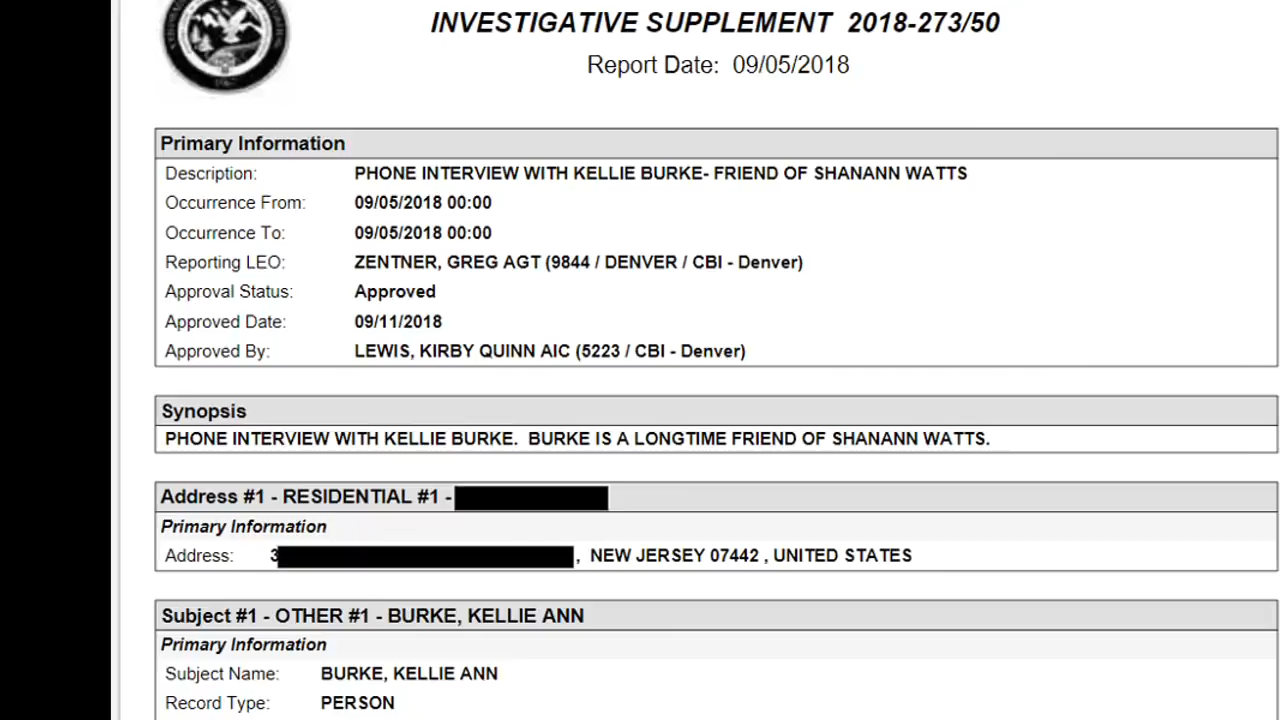 INVESTIGATIVE SUPPLEMENT 2018-273/50
Report Date: 09/05/2018
Primary Information
Description: PHONE INTERVIEW WITH KELLIE BURKE- FRIEND OF SHANANN WATTS
Occurrence From: 09/05/2018 00:00
Occurrence To: 09/05/2018 00:00
Reporting LEO: ZENTNER, GREG AGT (9844 / DENVER / CBI - Denver)
Approval Status: Approved
Approved Date: 09/11/2018
Approved By: LEWIS, KIRBY QUINN AIC (5223 / CBI - Denver)
Synopsis
PHONE INTERVIEW WITH KELLIE BURKE. BURKE IS A LONGTIME FRIEND OF SHANANN WATTS.
Address #1 - RESIDENTIAL #1 -
Primary Information
Address: 3 , NEW JERSEY 07442 , UNITED STATES
Subject #1 - OTHER #1 - BURKE, KELLIE ANN
Primary Information
Subject Name: BURKE, KELLIE ANN
Record Type: PERSON